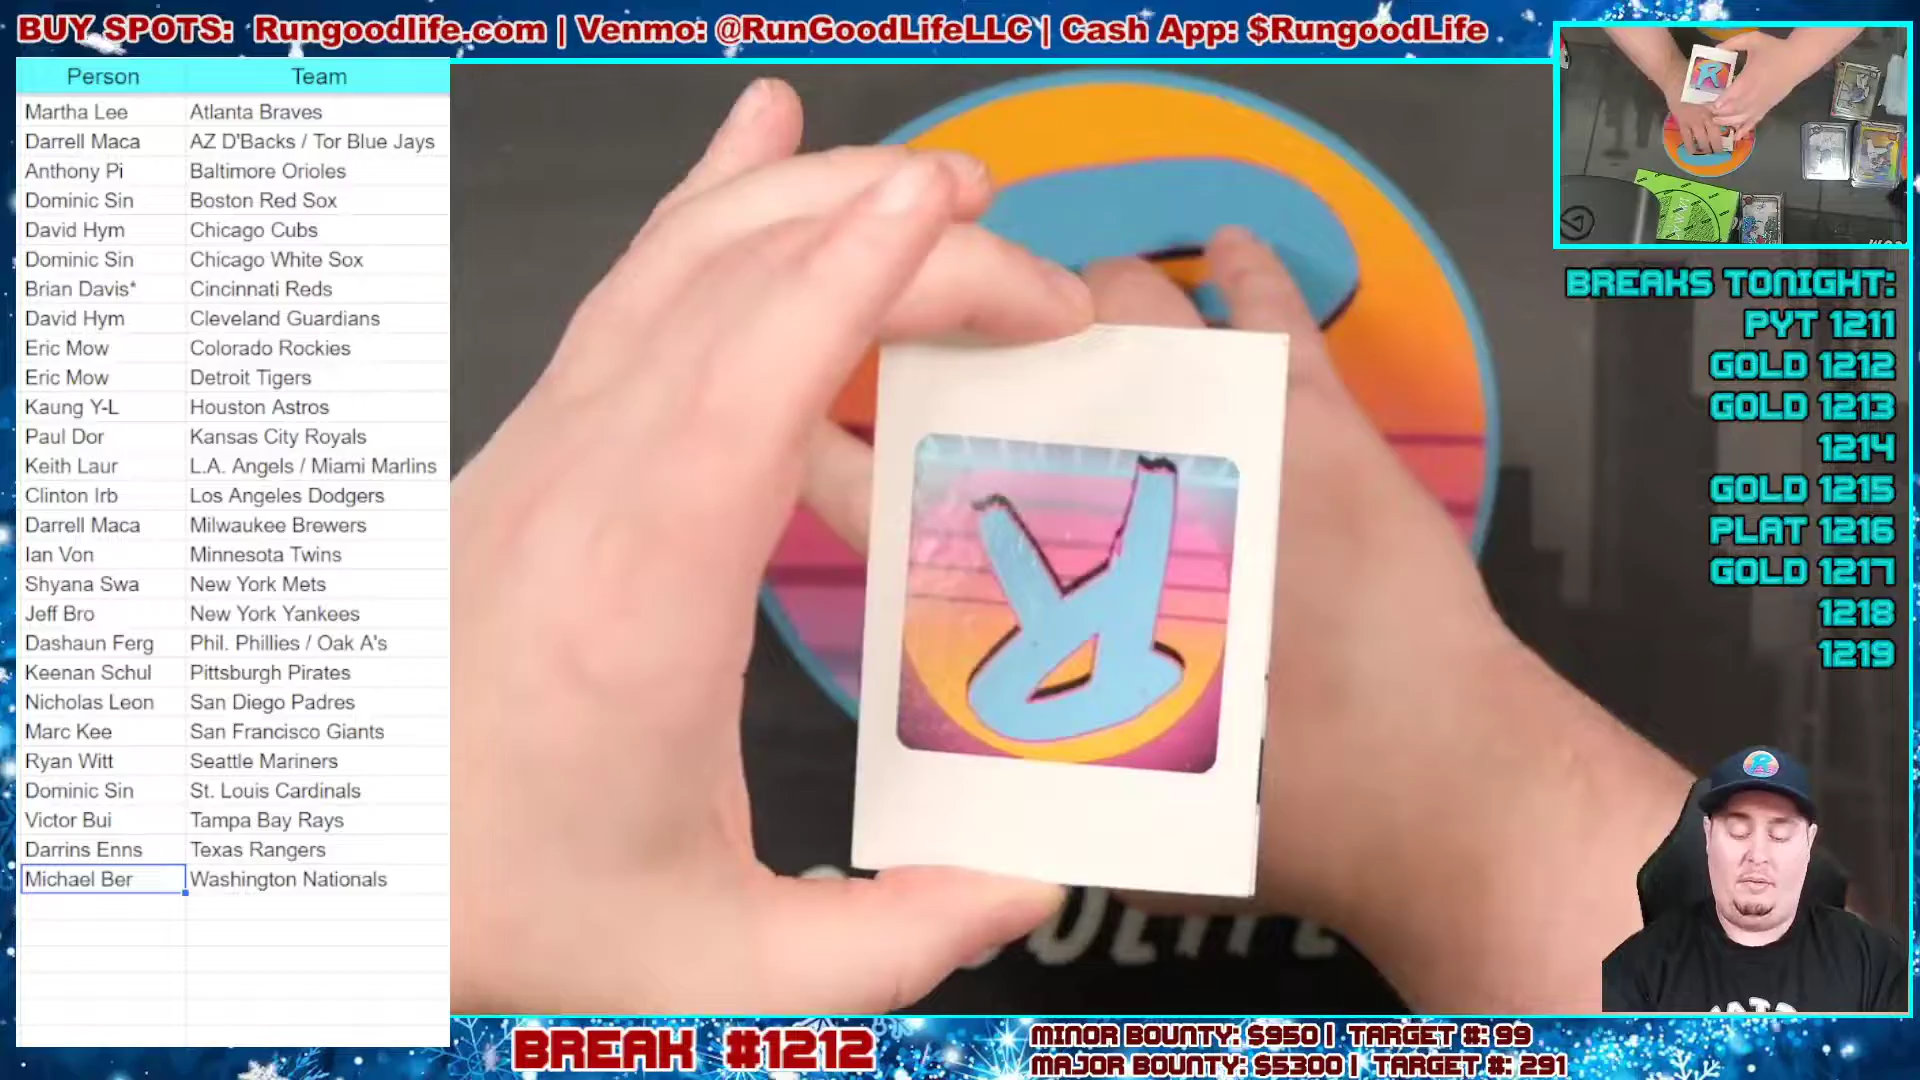 BUY SPOTS: Rungoodlife.com | Venmo: @RunGoodLifeLLC | Cash App: $RungoodLife
Person Team
Martha Lee Atlanta Braves
Darrell Maca AZ D'Backs / Tor Blue Jays
Anthony Pi Baltimore Orioles
Dominic Sin Boston Red Sox
David Hym Chicago Cubs
Dominic Sin Chicago White Sox
Brian Davis* Cincinnati Reds
David Hym Cleveland Guardians
Eric Mow Colorado Rockies
Eric Mow Detroit Tigers
Kaung Y-L Houston Astros
Paul Dor Kansas City Royals
Keith Laur L.A. Angels / Miami Marlins
Clinton Irb Los Angeles Dodgers
Darrell Maca Milwaukee Brewers
Ian Von Minnesota Twins
Shyana Swa New York Mets
Jeff Bro New York Yankees
Dashaun Ferg Phil. Phillies / Oak A's
Keenan Schul Pittsburgh Pirates
Nicholas Leon San Diego Padres
Marc Kee San Francisco Giants
Ryan Witt Seattle Mariners
Dominic Sin St. Louis Cardinals
Victor Bui Tampa Bay Rays
Darrins Enns Texas Rangers
Michael Ber Washington Nationals
R
BREAKS TONIGHT:
PYT 1211
GOLD 1212
GOLD 1213
1214
GOLD 1215
PLAT 1216
GOLD 1217
1218
1219
BREAK #1212
MINOR BOUNTY: $950 | TARGET #: 99
MAJOR BOUNTY: $5300 | TARGET #: 291